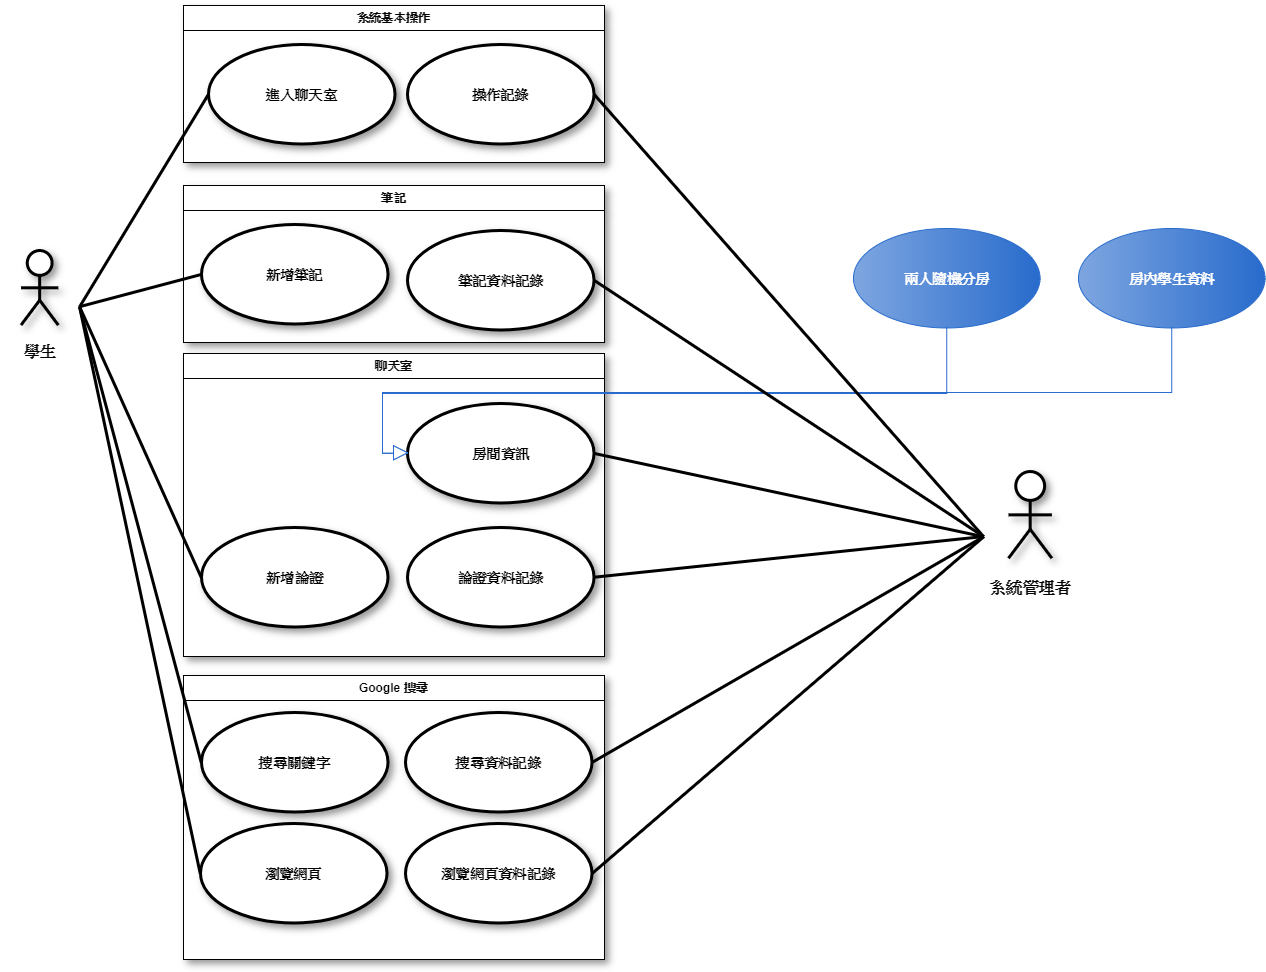 系統基本操作
進入聊天室
操作記錄
筆記
新增筆記
筆記資料記錄
兩人隨機分房
房內學生資料
學生
聊天室
房間資訊
新增論證
論證資料記錄
系統管理者
Google 搜尋
搜尋關鍵字
搜尋資料記錄
瀏覽網頁
瀏覽網頁資料記錄